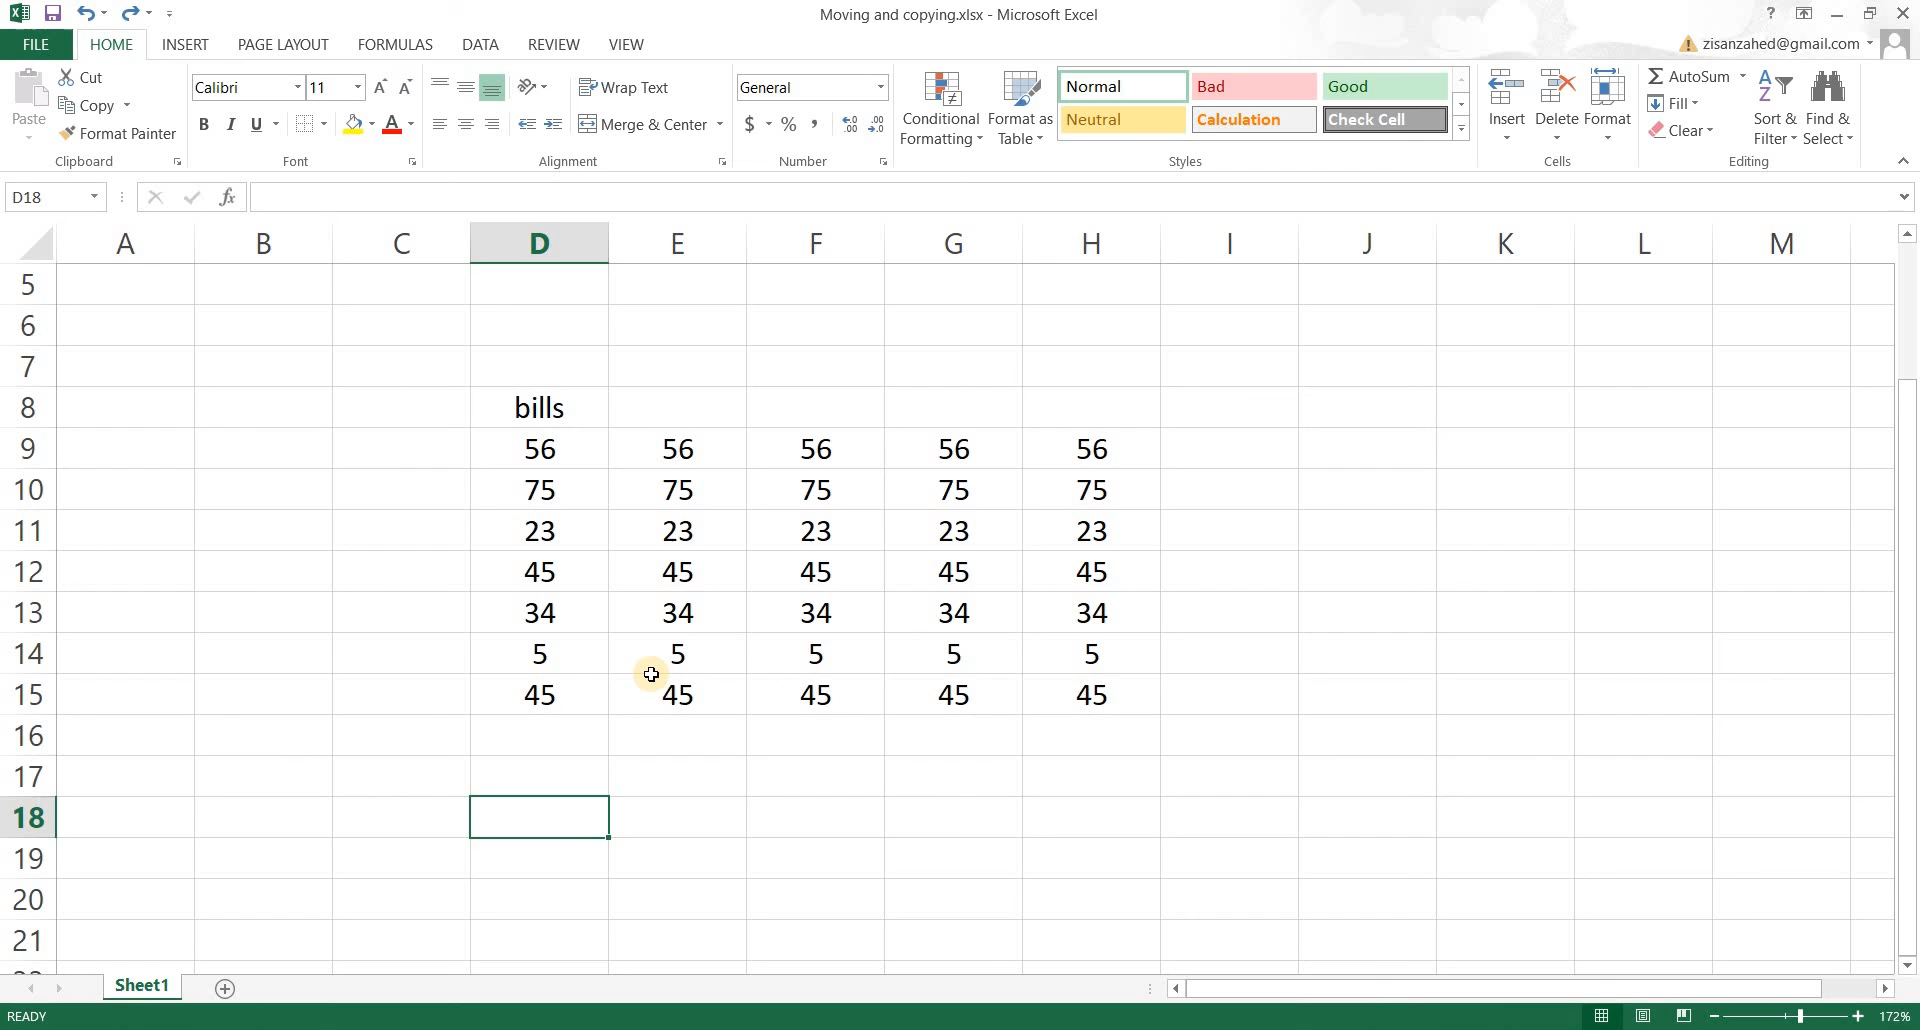 Moving and copying.xlsx - Microsoft Excel
FILE HOME INSERT PAGE LAYOUT FORMULAS DATA REVIEW VIEW zisanzahed@gmail.com
Paste Cut Copy Format Painter
Clipboard
Calibri 11
B I U A
Font
Wrap Text
Merge & Center
Alignment
General
$ % ,
Number
Conditional Formatting
Format as Table
Normal Bad Good
Neutral Calculation Check Cell
Styles
Insert Delete Format
Cells
AutoSum
Fill
Clear
Sort & Filter
Find & Select
Editing
D18 fx
A B C D E F G H I J K L M
5
6
7
8 bills
9 56 56 56 56 56
10 75 75 75 75 75
11 23 23 23 23 23
12 45 45 45 45 45
13 34 34 34 34 34
14 5 5 5 5 5
15 45 45 45 45 45
16
17
18
19
20
21
Sheet1
READY 172%